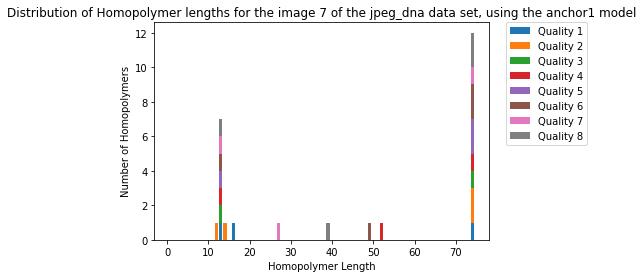 Distribution of Homopolymer lengths for the image 7 of the jpeg_dna data set, using the anchor1 model
12
10
8
6
4
2
0
Number of Homopolymers
0 10 20 30 40 50 60 70
Homopolymer Length
Quality 1
Quality 2
Quality 3
Quality 4
Quality 5
Quality 6
Quality 7
Quality 8